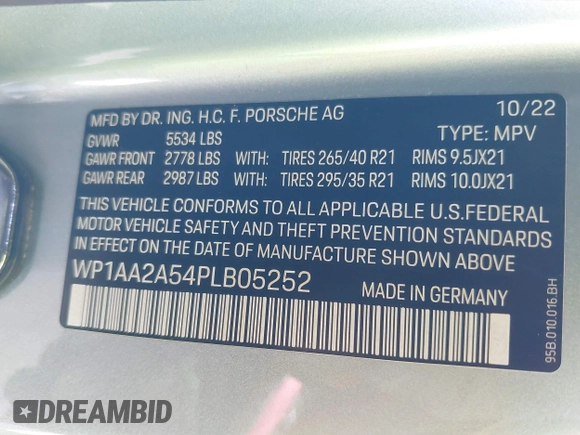 MFD BY DR. ING. H.C. F. PORSCHE AG 10/22
GVWR 5534 LBS TYPE: MPV
GAWR FRONT 2778 LBS WITH: TIRES 265/40 R21 RIMS 9.5JX21
GAWR REAR 2987 LBS WITH: TIRES 295/35 R21 RIMS 10.0JX21
THIS VEHICLE CONFORMS TO ALL APPLICABLE U.S.FEDERAL
MOTOR VEHICLE SAFETY AND THEFT PREVENTION STANDARDS
IN EFFECT ON THE DATE OF MANUFACTURE SHOWN ABOVE
WP1AA2A54PLB05252 MADE IN GERMANY
95B.010.016.BH
DREAMBID